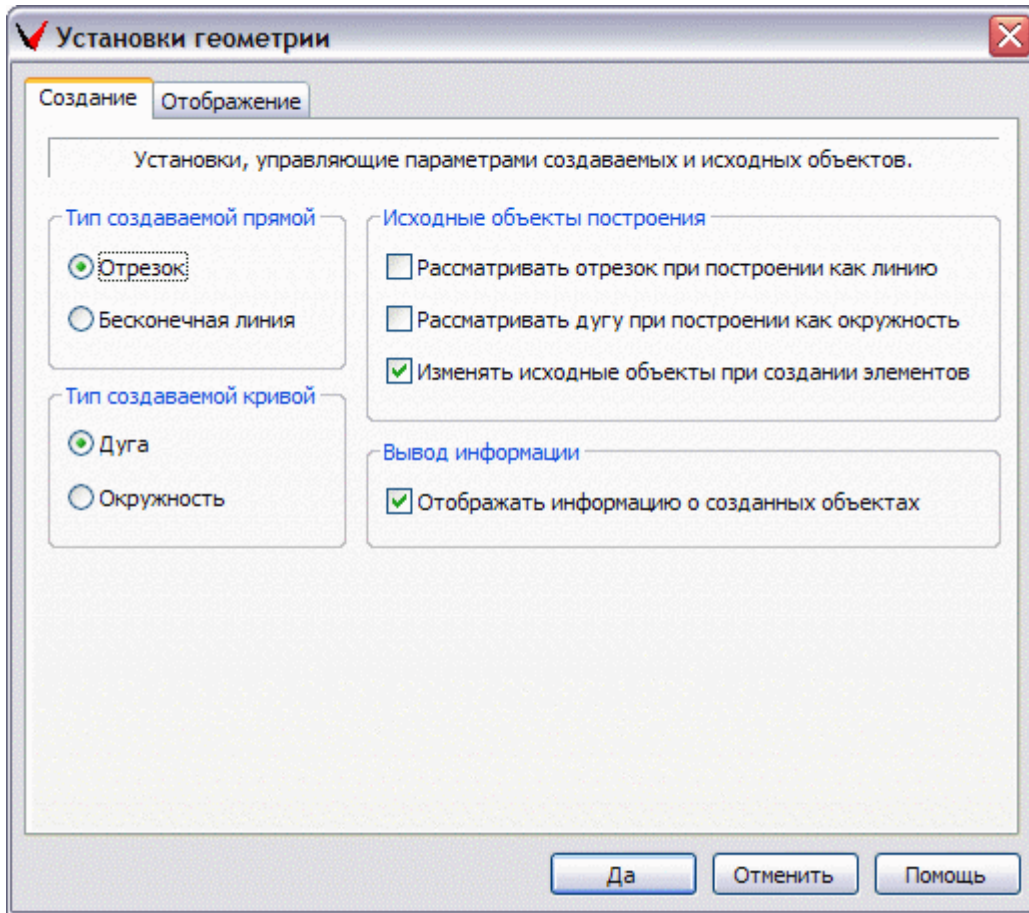 Установки геометрии
Создание
Отображение
Установки, управляющие параметрами создаваемых и исходных объектов.
Тип создаваемой прямой
Отрезок
Бесконечная линия
Тип создаваемой кривой
Дуга
Окружность
Исходные объекты построения
Рассматривать отрезок при построении как линию
Рассматривать дугу при построении как окружность
Изменять исходные объекты при создании элементов
Вывод информации
Отображать информацию о созданных объектах
Да
Отменить
Помощь